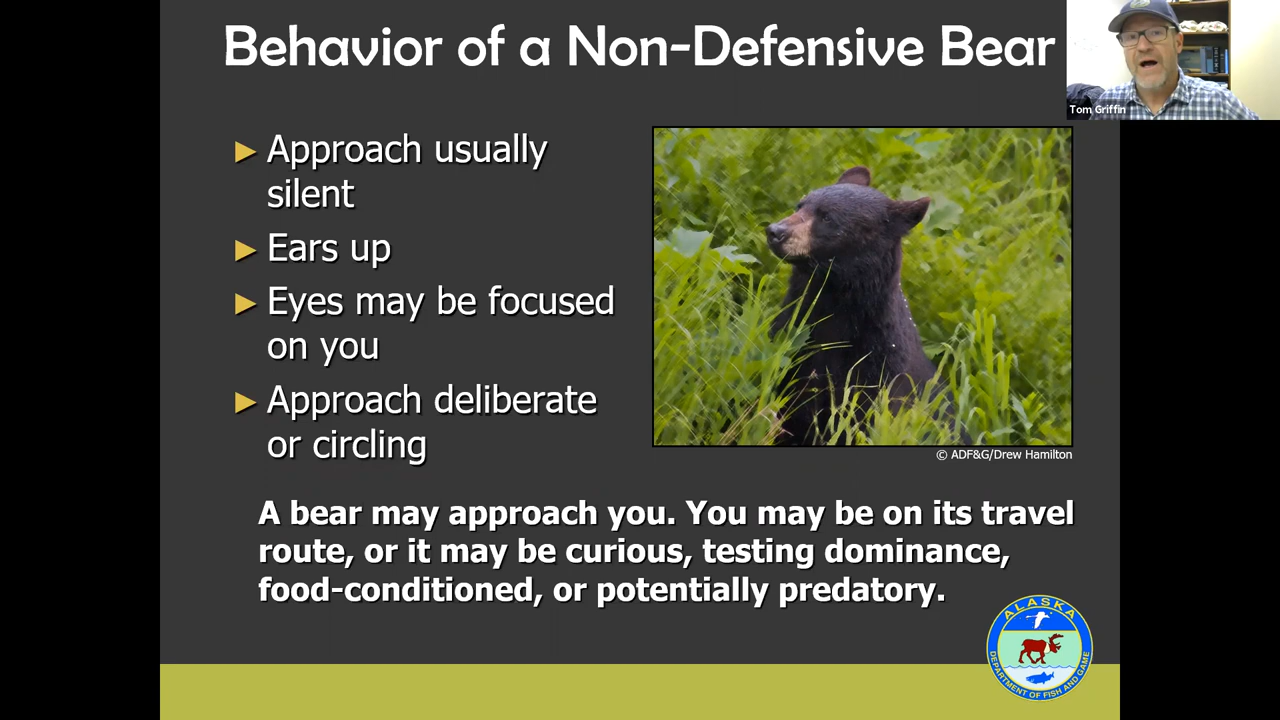 Behavior of a Non-Defensive Bear
Tom Griffin
► Approach usually
silent
► Ears up
► Eyes may be focused
on you
► Approach deliberate
or circling
© ADF&G/Drew Hamilton
A bear may approach you. You may be on its travel
route, or it may be curious, testing dominance,
food-conditioned, or potentially predatory.
ALASKA
DEPARTMENT OF FISH AND GAME